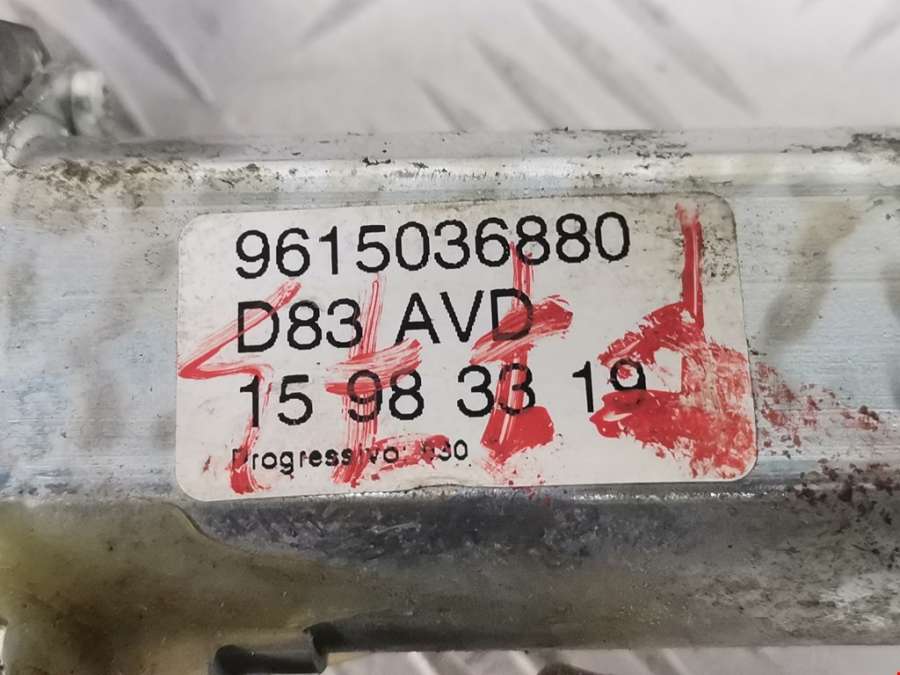 9615036880
D83 AVD
15 98 33 19
Progressivo: